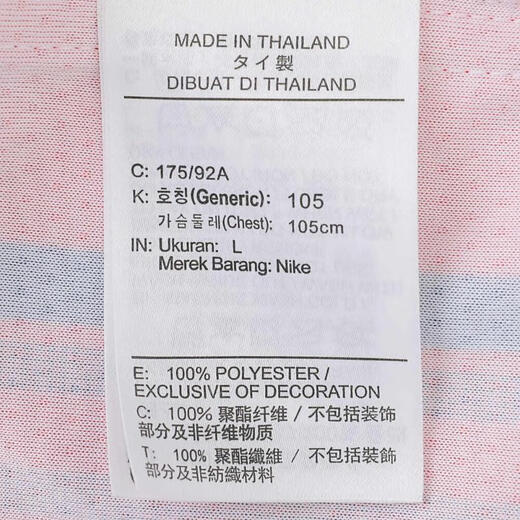 MADE IN THAILAND
タイ製
DIBUAT DI THAILAND
C: 175/92A
K: 호칭(Generic): 105
가슴둘레(Chest): 105cm
IN: Ukuran: L
Merek Barang: Nike
E: 100% POLYESTER /
EXCLUSIVE OF DECORATION
C: 100% 聚酯纤维 / 不包括装饰
部分及非纤维物质
T: 100% 聚酯纖維 / 不包括裝飾
部分及非紡織材料